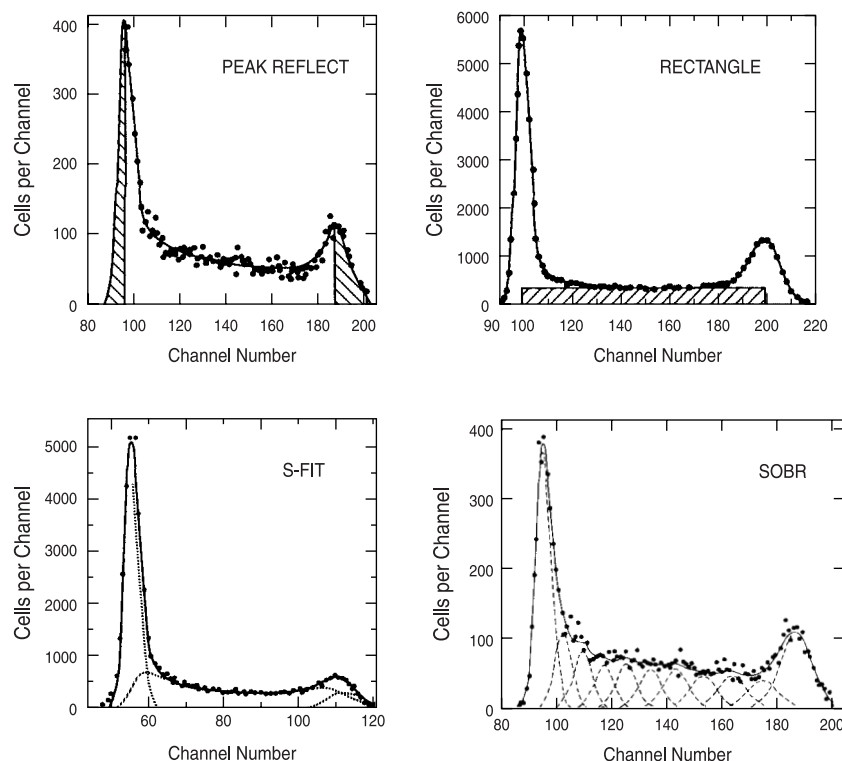 PEAK REFLECT
Cells per Channel
400
300
200
100
0
80 100 120 140 160 180 200
Channel Number
RECTANGLE
Cells per Channel
6000
5000
4000
3000
2000
1000
0
90 100 120 140 160 180 200 220
Channel Number
S-FIT
Cells per Channel
5000
4000
3000
2000
1000
0
60 80 100 120
Channel Number
SOBR
Cells per Channel
400
300
200
100
0
80 100 120 140 160 180 200
Channel Number